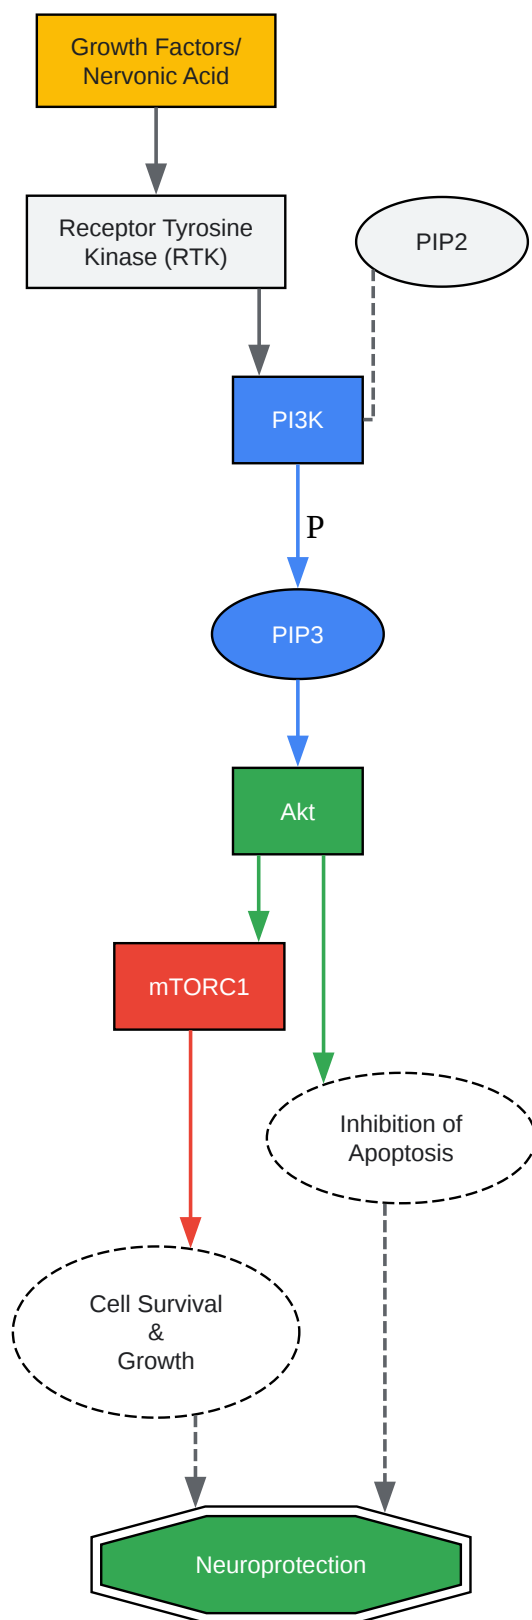 Growth Factors/
Nervonic Acid
Receptor Tyrosine
Kinase (RTK)
PIP2
PI3K
P
PIP3
Akt
mTORC1
Inhibition of
Apoptosis
Cell Survival
&
Growth
Neuroprotection